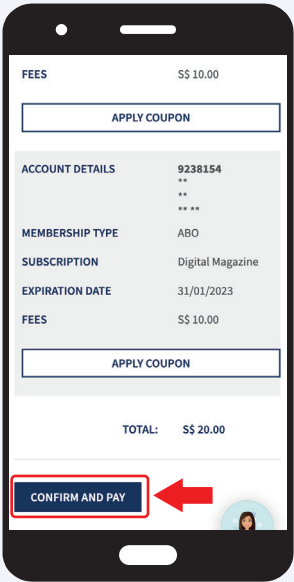 FEES S$ 10.00
APPLY COUPON
ACCOUNT DETAILS 9238154
**
**
** **
MEMBERSHIP TYPE ABO
SUBSCRIPTION Digital Magazine
EXPIRATION DATE 31/01/2023
FEES S$ 10.00
APPLY COUPON
TOTAL: S$ 20.00
CONFIRM AND PAY